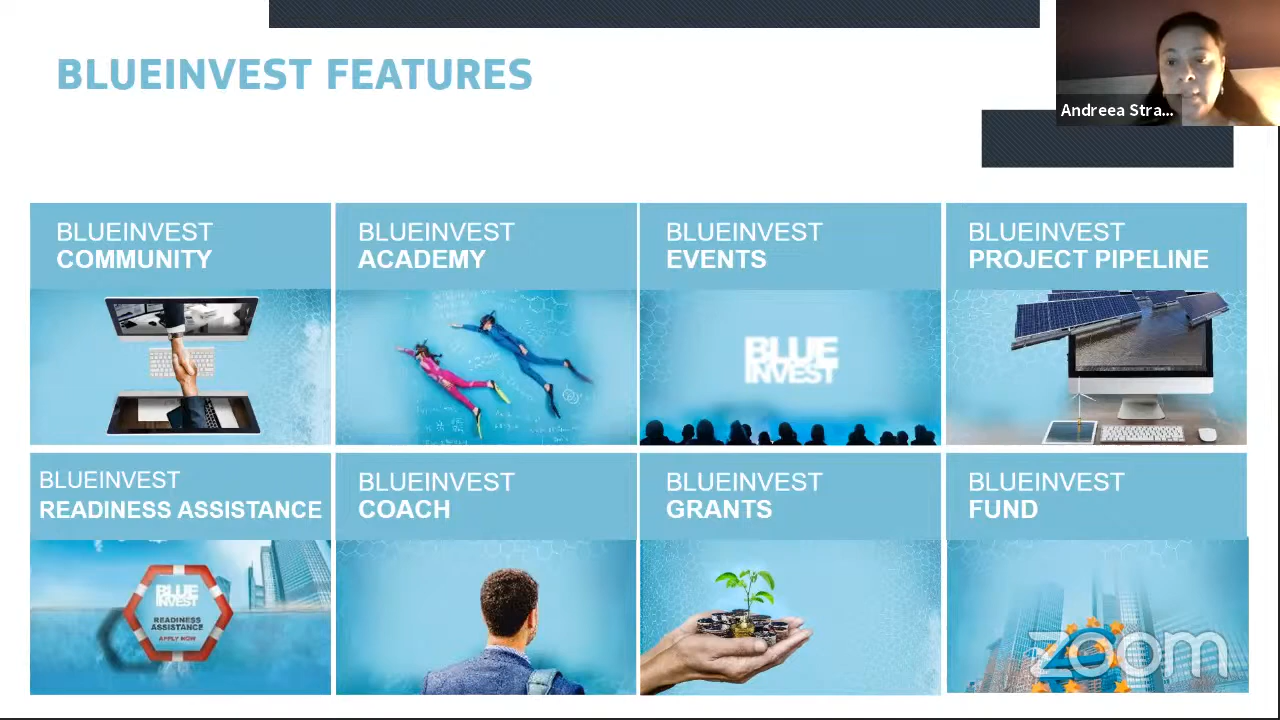 BLUEINVEST FEATURES
Andreea Stra...
BLUEINVEST
COMMUNITY
BLUEINVEST
ACADEMY
BLUEINVEST
EVENTS
BLUE
INVEST
BLUEINVEST
PROJECT PIPELINE
BLUEINVEST
READINESS ASSISTANCE
BLUE
INVEST
READINESS
ASSISTANCE
APPLY NOW
BLUEINVEST
COACH
BLUEINVEST
GRANTS
BLUEINVEST
FUND
zoom